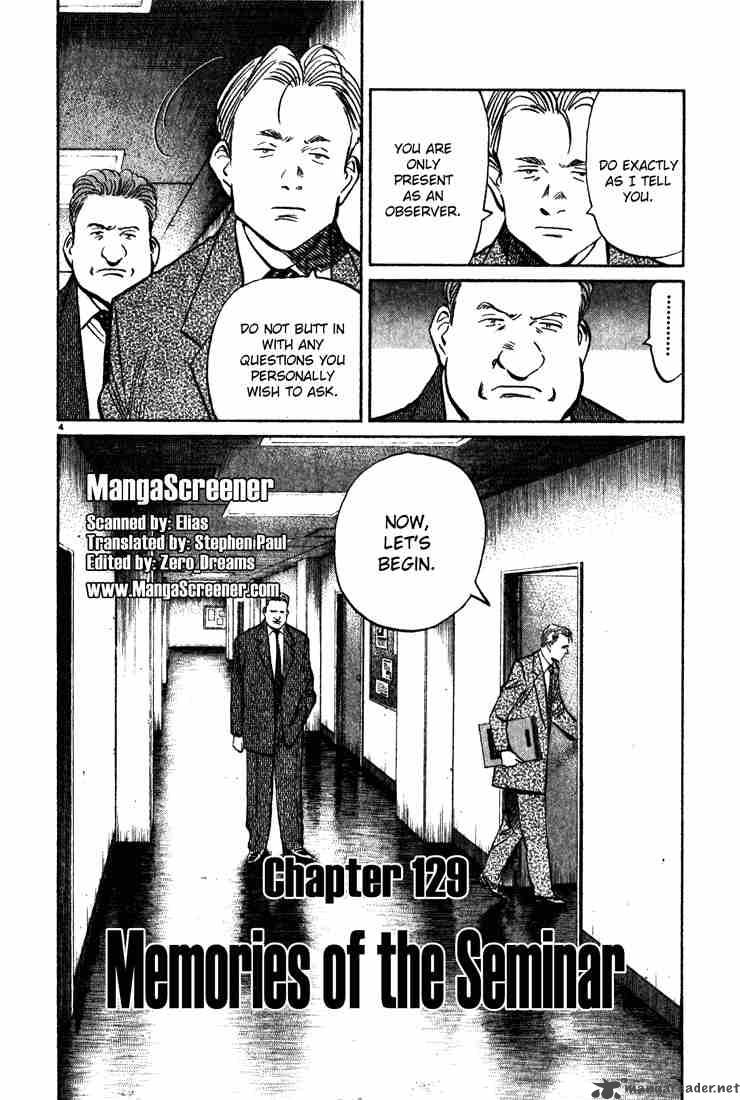 DO EXACTLY
AS I TELL
YOU.
YOU ARE
ONLY
PRESENT
AS AN
OBSERVER.
DO NOT BUTT IN
WITH ANY
QUESTIONS YOU
PERSONALLY
WISH TO ASK.
.........
4
MangaScreener
Scanned by: Elias
Translated by: Stephen Paul
Edited by: Zero_Dreams
www.MangaScreener.com
NOW,
LET'S
BEGIN.
Chapter 129
Memories of the Seminar
mangareader.net